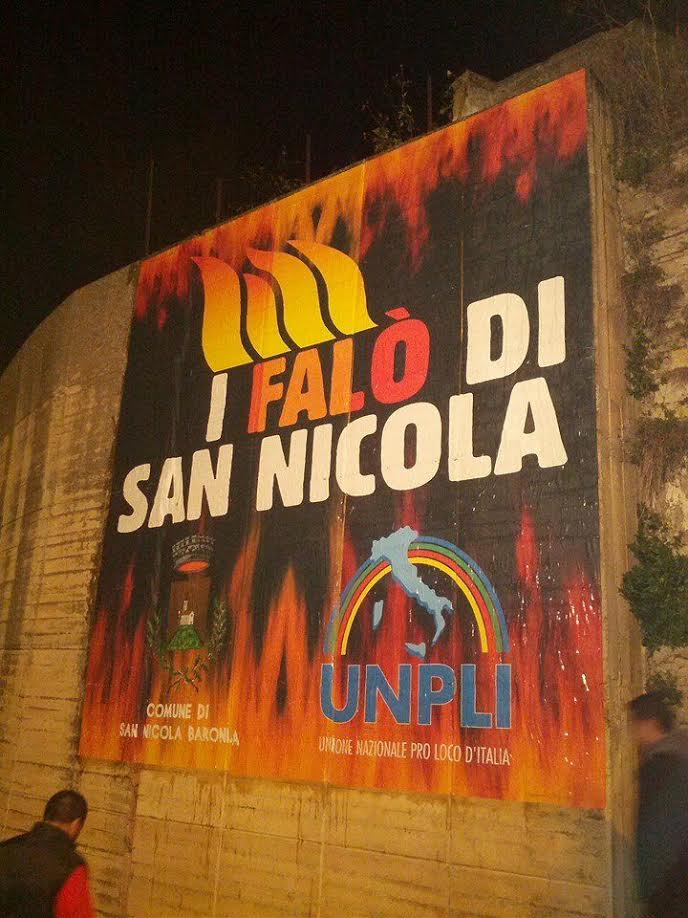 I FALÒ DI
SAN NICOLA
COMUNE DI
SAN NICOLA BARONIA
UNPLI
UNIONE NAZIONALE PRO LOCO D'ITALIA